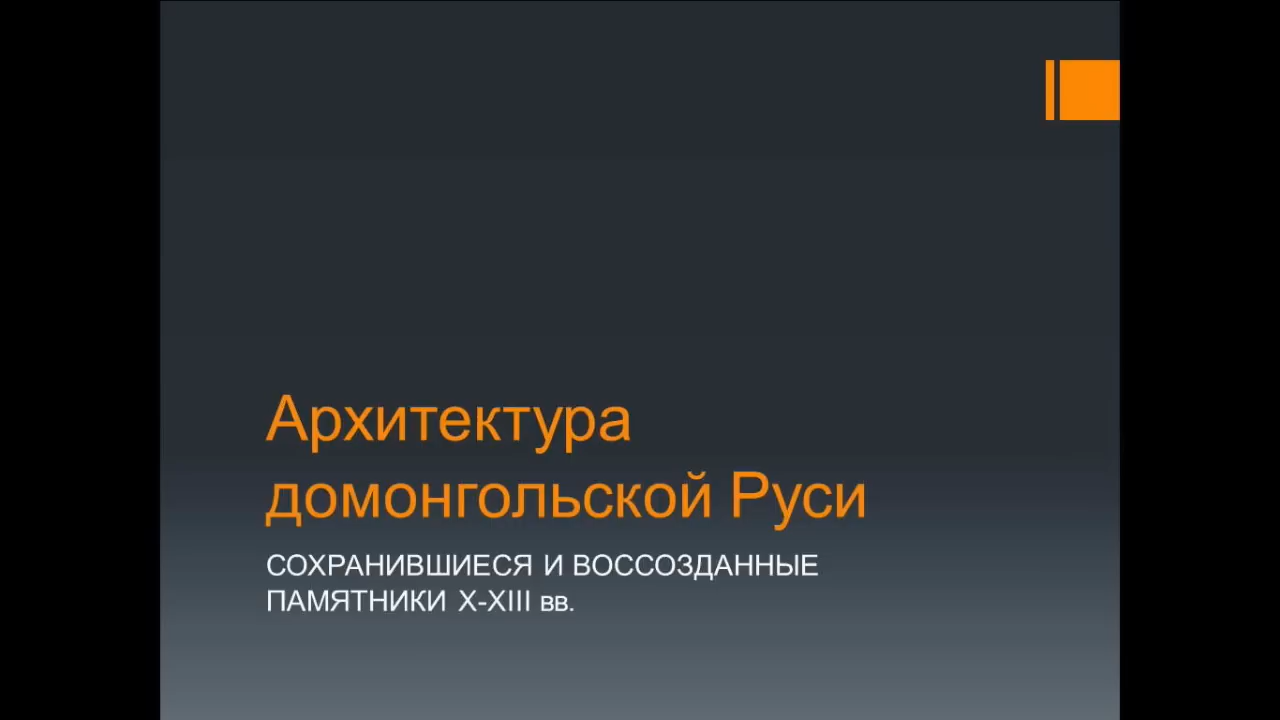 Архитектура
домонгольской Руси
СОХРАНИВШИЕСЯ И ВОССОЗДАННЫЕ
ПАМЯТНИКИ X-XIII вв.